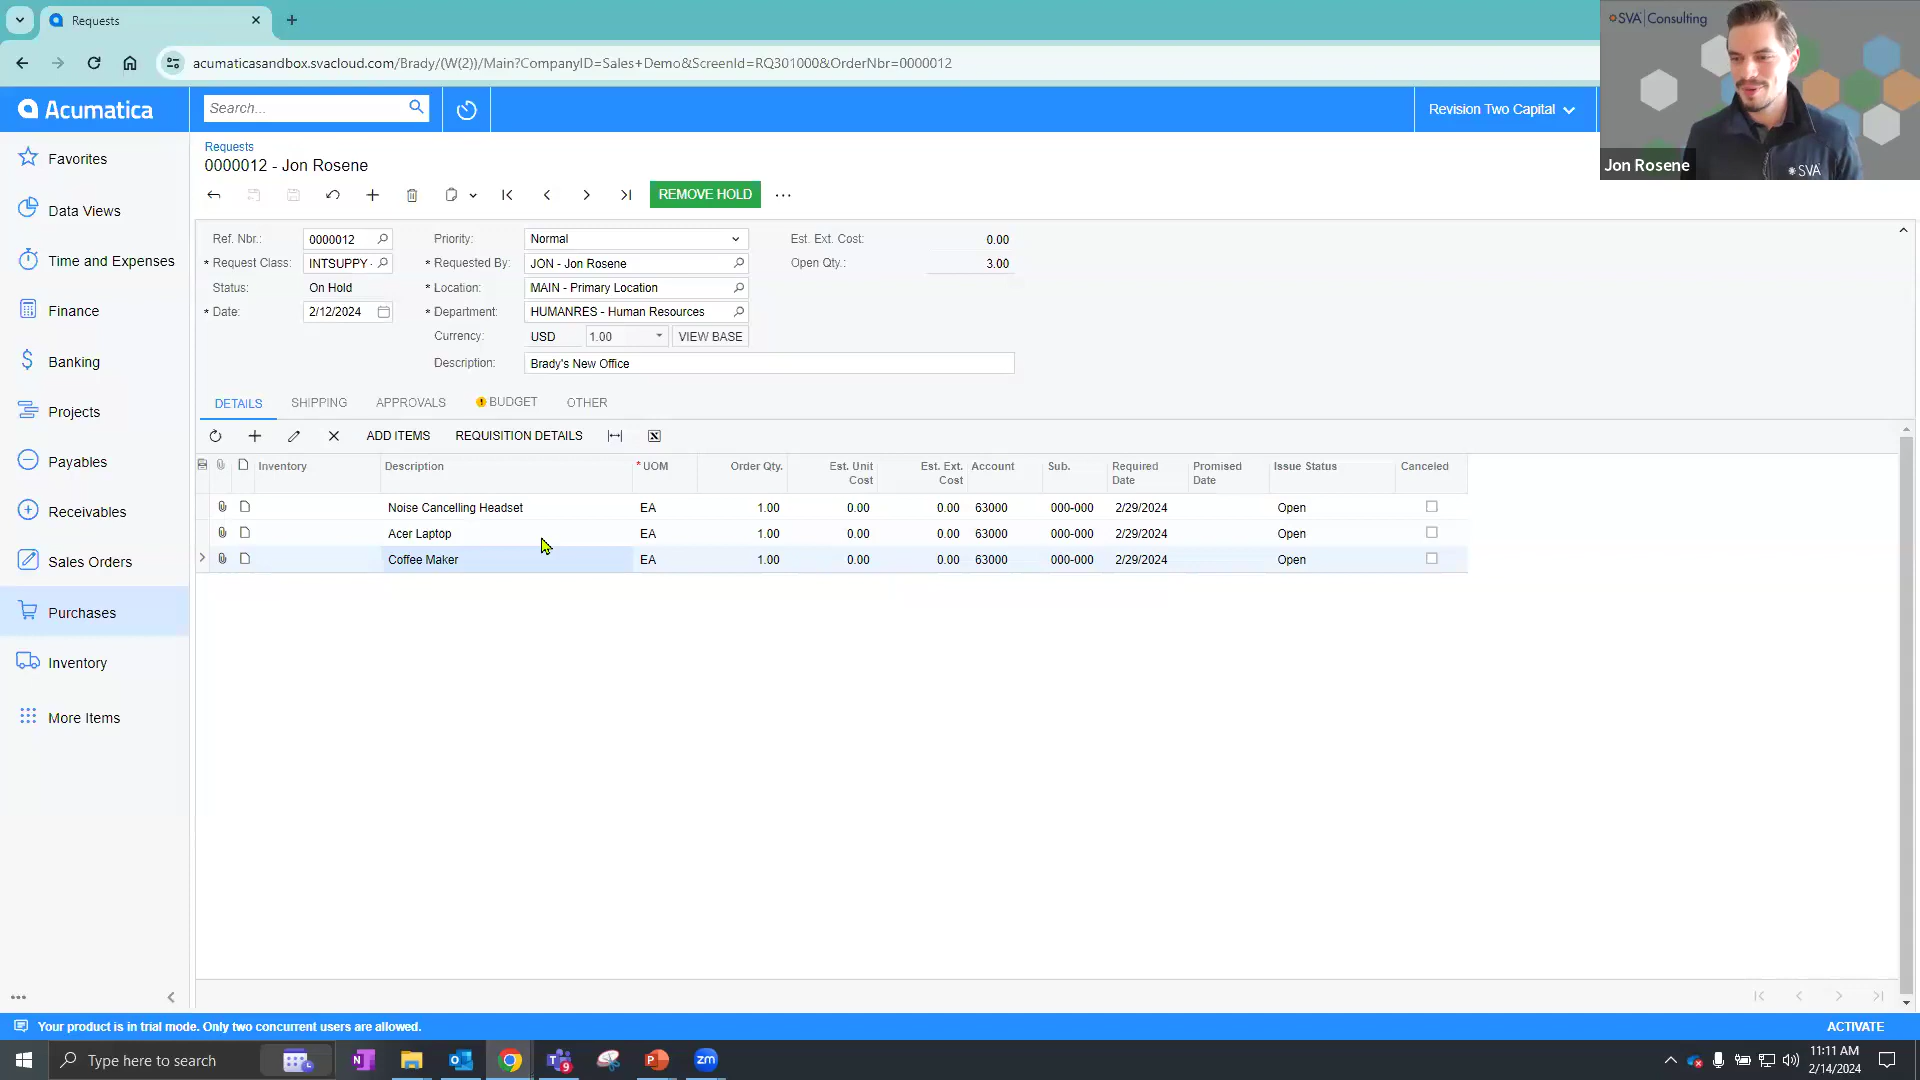 Requests
acumaticasandbox.svacloud.com/Brady/(W(2))/Main?CompanyID=Sales+Demo&ScreenId=RQ301000&OrderNbr=0000012
SVA Consulting
Acumatica
Search...
Revision Two Capital
Jon Rosene
SVA
Favorites
Data Views
Time and Expenses
Finance
Banking
Projects
Payables
Receivables
Sales Orders
Purchases
Inventory
More Items
Requests
0000012 - Jon Rosene
REMOVE HOLD
Ref. Nbr.: 0000012 Priority: Normal Est. Ext. Cost: 0.00
* Request Class: INTSUPPY - * Requested By: JON - Jon Rosene Open Qty.: 3.00
Status: On Hold * Location: MAIN - Primary Location
* Date: 2/12/2024 * Department: HUMANRES - Human Resources
Currency: USD 1.00 VIEW BASE
Description: Brady's New Office
DETAILS SHIPPING APPROVALS BUDGET OTHER
ADD ITEMS REQUISITION DETAILS
Inventory Description * UOM Order Qty. Est. Unit Cost Est. Ext. Cost Account Sub. Required Date Promised Date Issue Status Canceled
Noise Cancelling Headset EA 1.00 0.00 0.00 63000 000-000 2/29/2024 Open
Acer Laptop EA 1.00 0.00 0.00 63000 000-000 2/29/2024 Open
Coffee Maker EA 1.00 0.00 0.00 63000 000-000 2/29/2024 Open
Your product is in trial mode. Only two concurrent users are allowed. ACTIVATE
Type here to search
9
zm
11:11 AM
2/14/2024